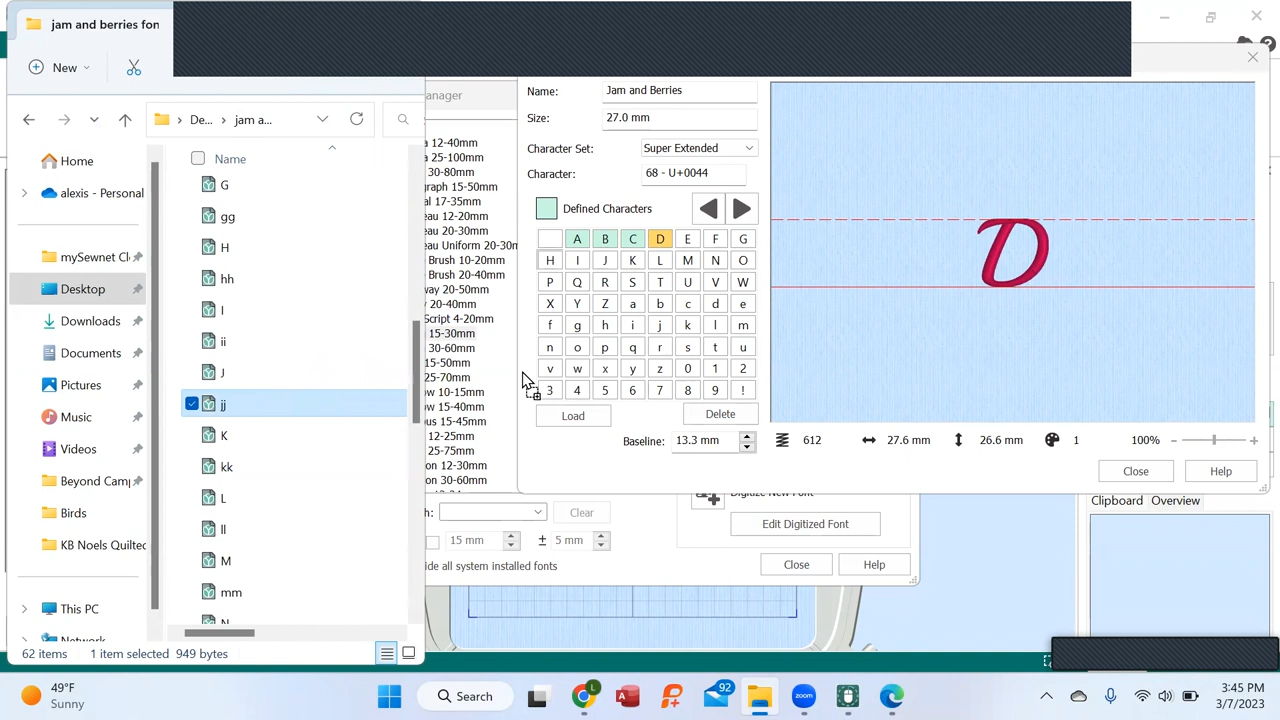 jam and berries fon
New
De... jam a...
Home
alexis - Personal
mySewnet Cl
Desktop
Downloads
Documents
Pictures
Music
Videos
Beyond Camp
Birds
KB Noels Quilted
This PC
Network
Name
G
gg
H
hh
I
ii
J
jj
K
kk
L
ll
M
mm
N
62 items 1 item selected 949 bytes
anager
a 12-40mm
a 25-100mm
30-80mm
graph 15-50mm
al 17-35mm
eau 12-20mm
eau 20-30mm
eau Uniform 20-30m
Brush 10-20mm
Brush 20-40mm
way 20-50mm
y 20-40mm
Script 4-20mm
15-30mm
30-60mm
15-50mm
25-70mm
ow 10-15mm
ow 15-40mm
bus 15-45mm
12-25mm
25-75mm
on 12-30mm
on 30-60mm
h: Clear
15 mm ± 5 mm
ide all system installed fonts
Digitize New Font
Edit Digitized Font
Close Help
Name: Jam and Berries
Size: 27.0 mm
Character Set: Super Extended
Character: 68 - U+0044
Defined Characters
A B C D E F G
H I J K L M N O
P Q R S T U V W
X Y Z a b c d e
f g h i j k l m
n o p q r s t u
v w x y z 0 1 2
3 4 5 6 7 8 9 !
Load Delete
Baseline: 13.3 mm
D
612 27.6 mm 26.6 mm 1 100% - +
Close Help
Clipboard Overview
49°F
Sunny
Search
L
92
zoom
3:45 PM
3/7/2023